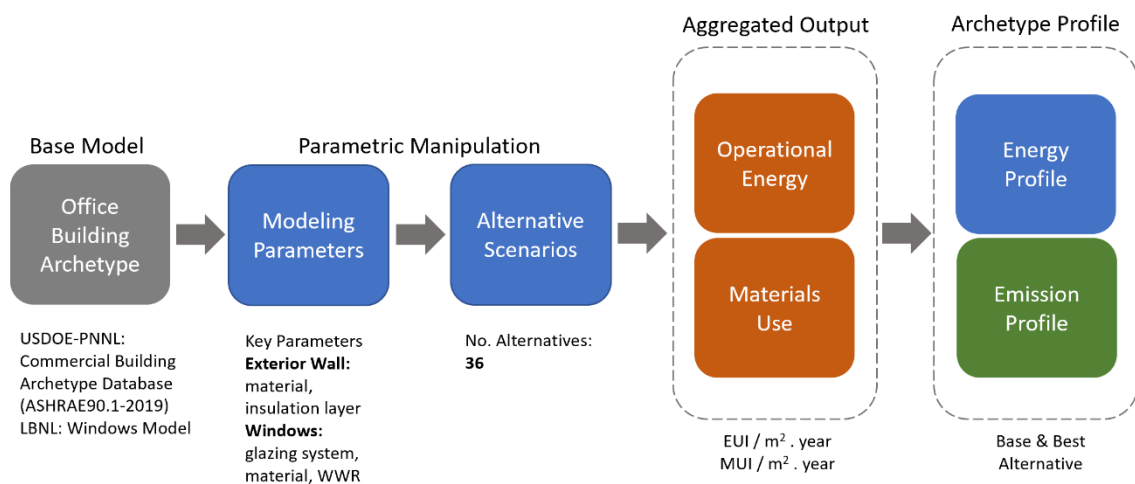 Base Model
Office
Building
Archetype
USDOE-PNNL:
Commercial Building
Archetype Database
(ASHRAE90.1-2019)
LBNL: Windows Model
Parametric Manipulation
Modeling
Parameters
Key Parameters
Exterior Wall:
material,
insulation layer
Windows:
glazing system,
material, WWR
Alternative
Scenarios
No. Alternatives:
36
Aggregated Output
Operational
Energy
Materials
Use
EUI / m² . year
MUI / m² . year
Archetype Profile
Energy
Profile
Emission
Profile
Base & Best
Alternative